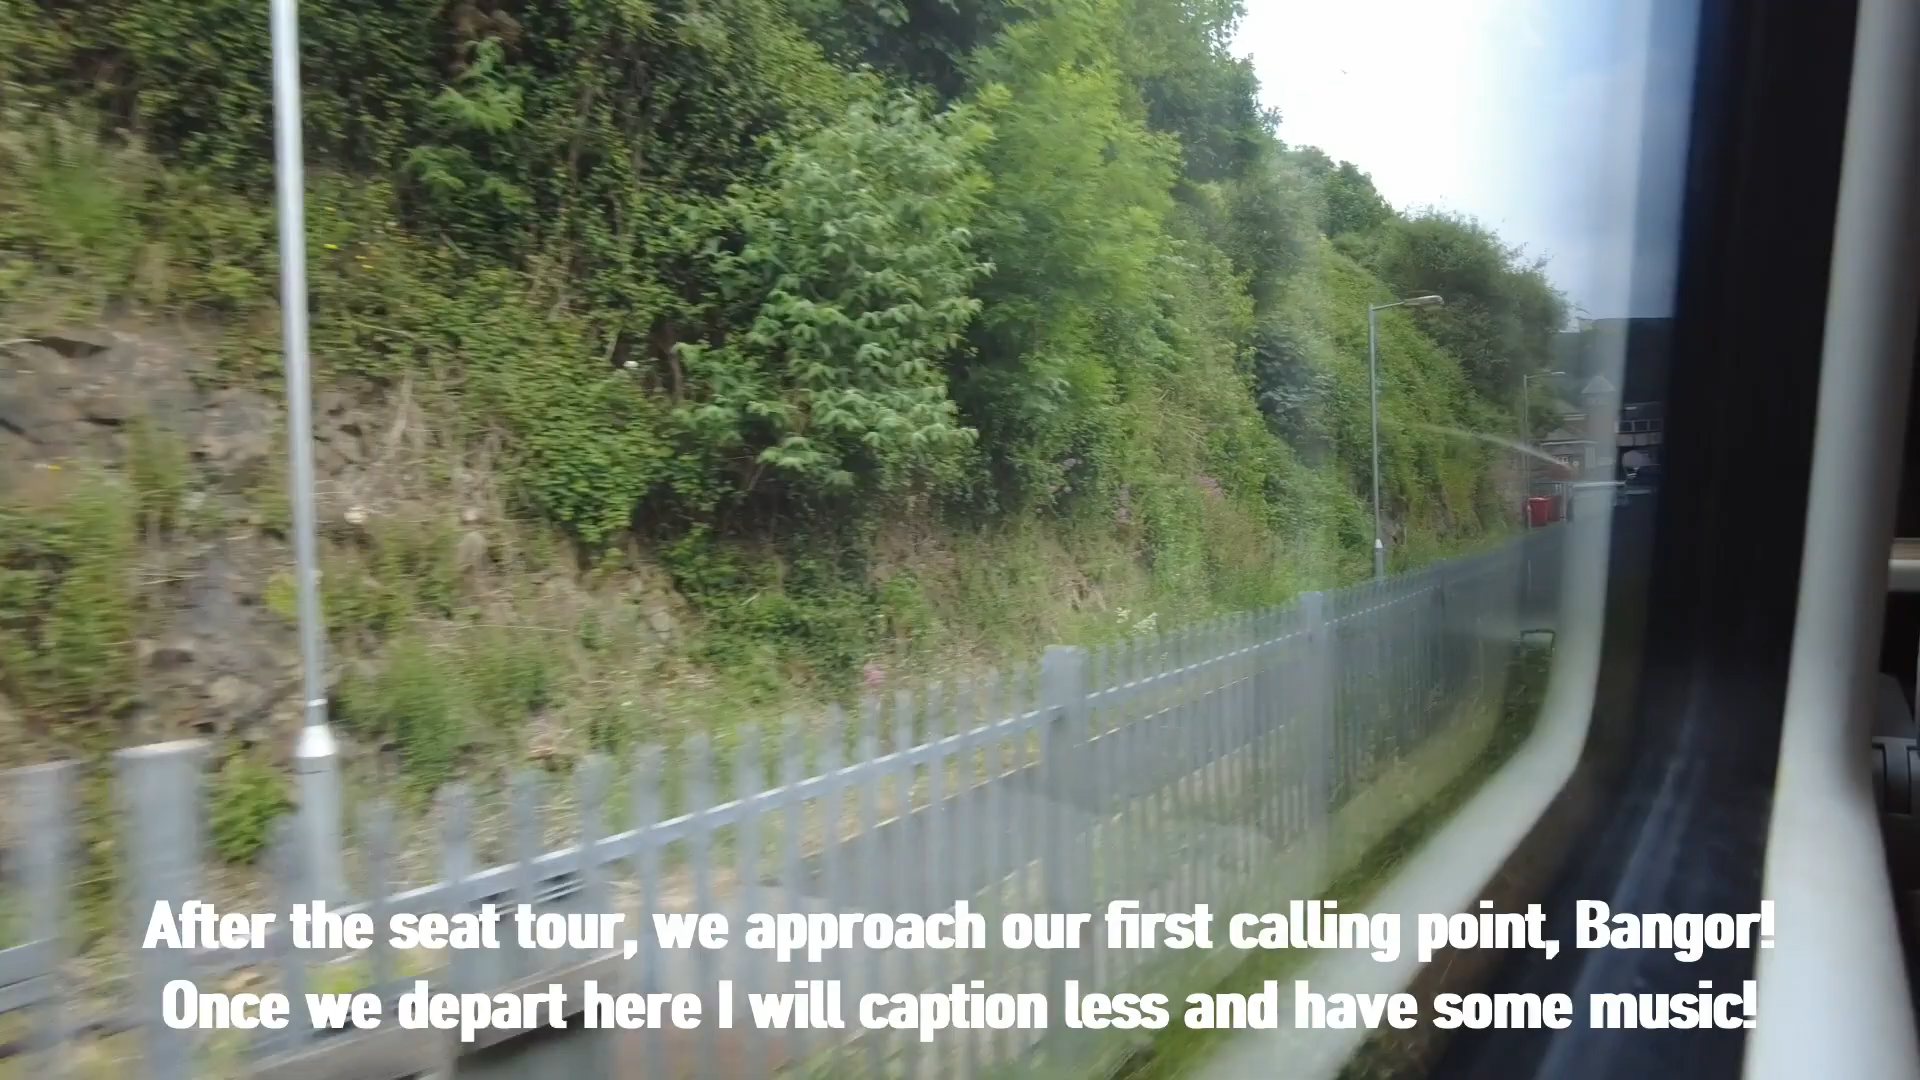 After the seat tour, we approach our first calling point, Bangor!
Once we depart here I will caption less and have some music!